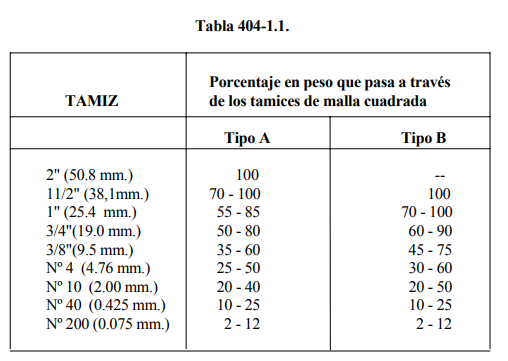 Tabla 404-1.1.
TAMIZ
Porcentaje en peso que pasa a través
de los tamices de malla cuadrada
Tipo A Tipo B
2" (50.8 mm.) 100 --
11/2" (38,1mm.) 70 - 100 100
1" (25.4 mm.) 55 - 85 70 - 100
3/4"(19.0 mm.) 50 - 80 60 - 90
3/8"(9.5 mm.) 35 - 60 45 - 75
Nº 4 (4.76 mm.) 25 - 50 30 - 60
Nº 10 (2.00 mm.) 20 - 40 20 - 50
Nº 40 (0.425 mm.) 10 - 25 10 - 25
Nº 200 (0.075 mm.) 2 - 12 2 - 12